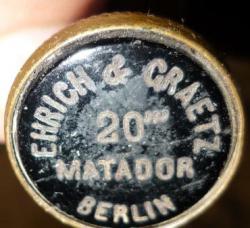 EHRICH & GRAETZ
20'''
MATADOR
BERLIN